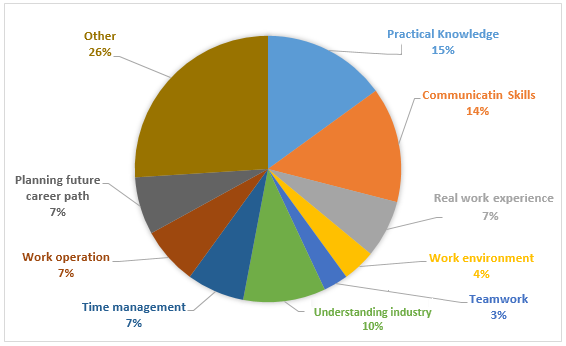 Practical Knowledge
15%
Communicatin Skills
14%
Real work experience
7%
Work environment
4%
Teamwork
3%
Understanding industry
10%
Time management
7%
Work operation
7%
Planning future
career path
7%
Other
26%